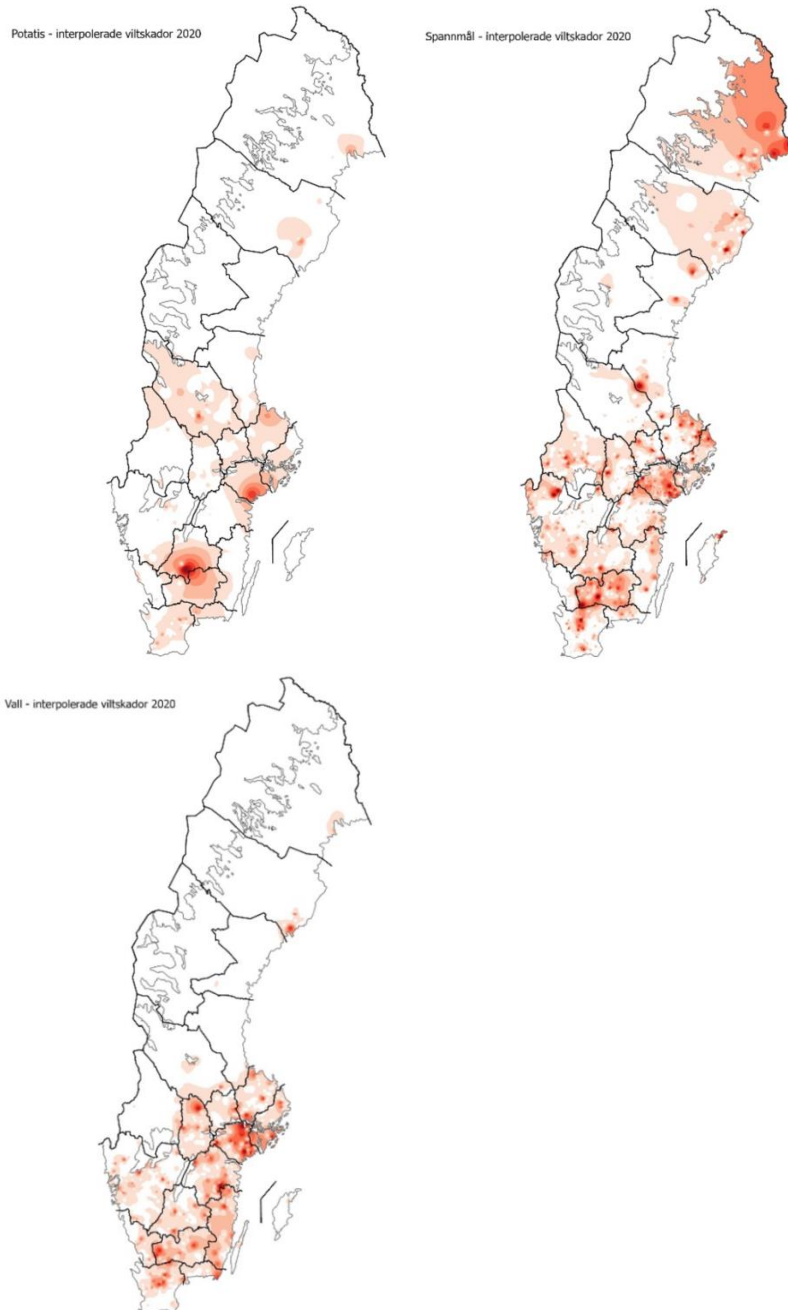 Potatis - interpolerade viltskador 2020
Spannmål - interpolerade viltskador 2020
Vall - interpolerade viltskador 2020